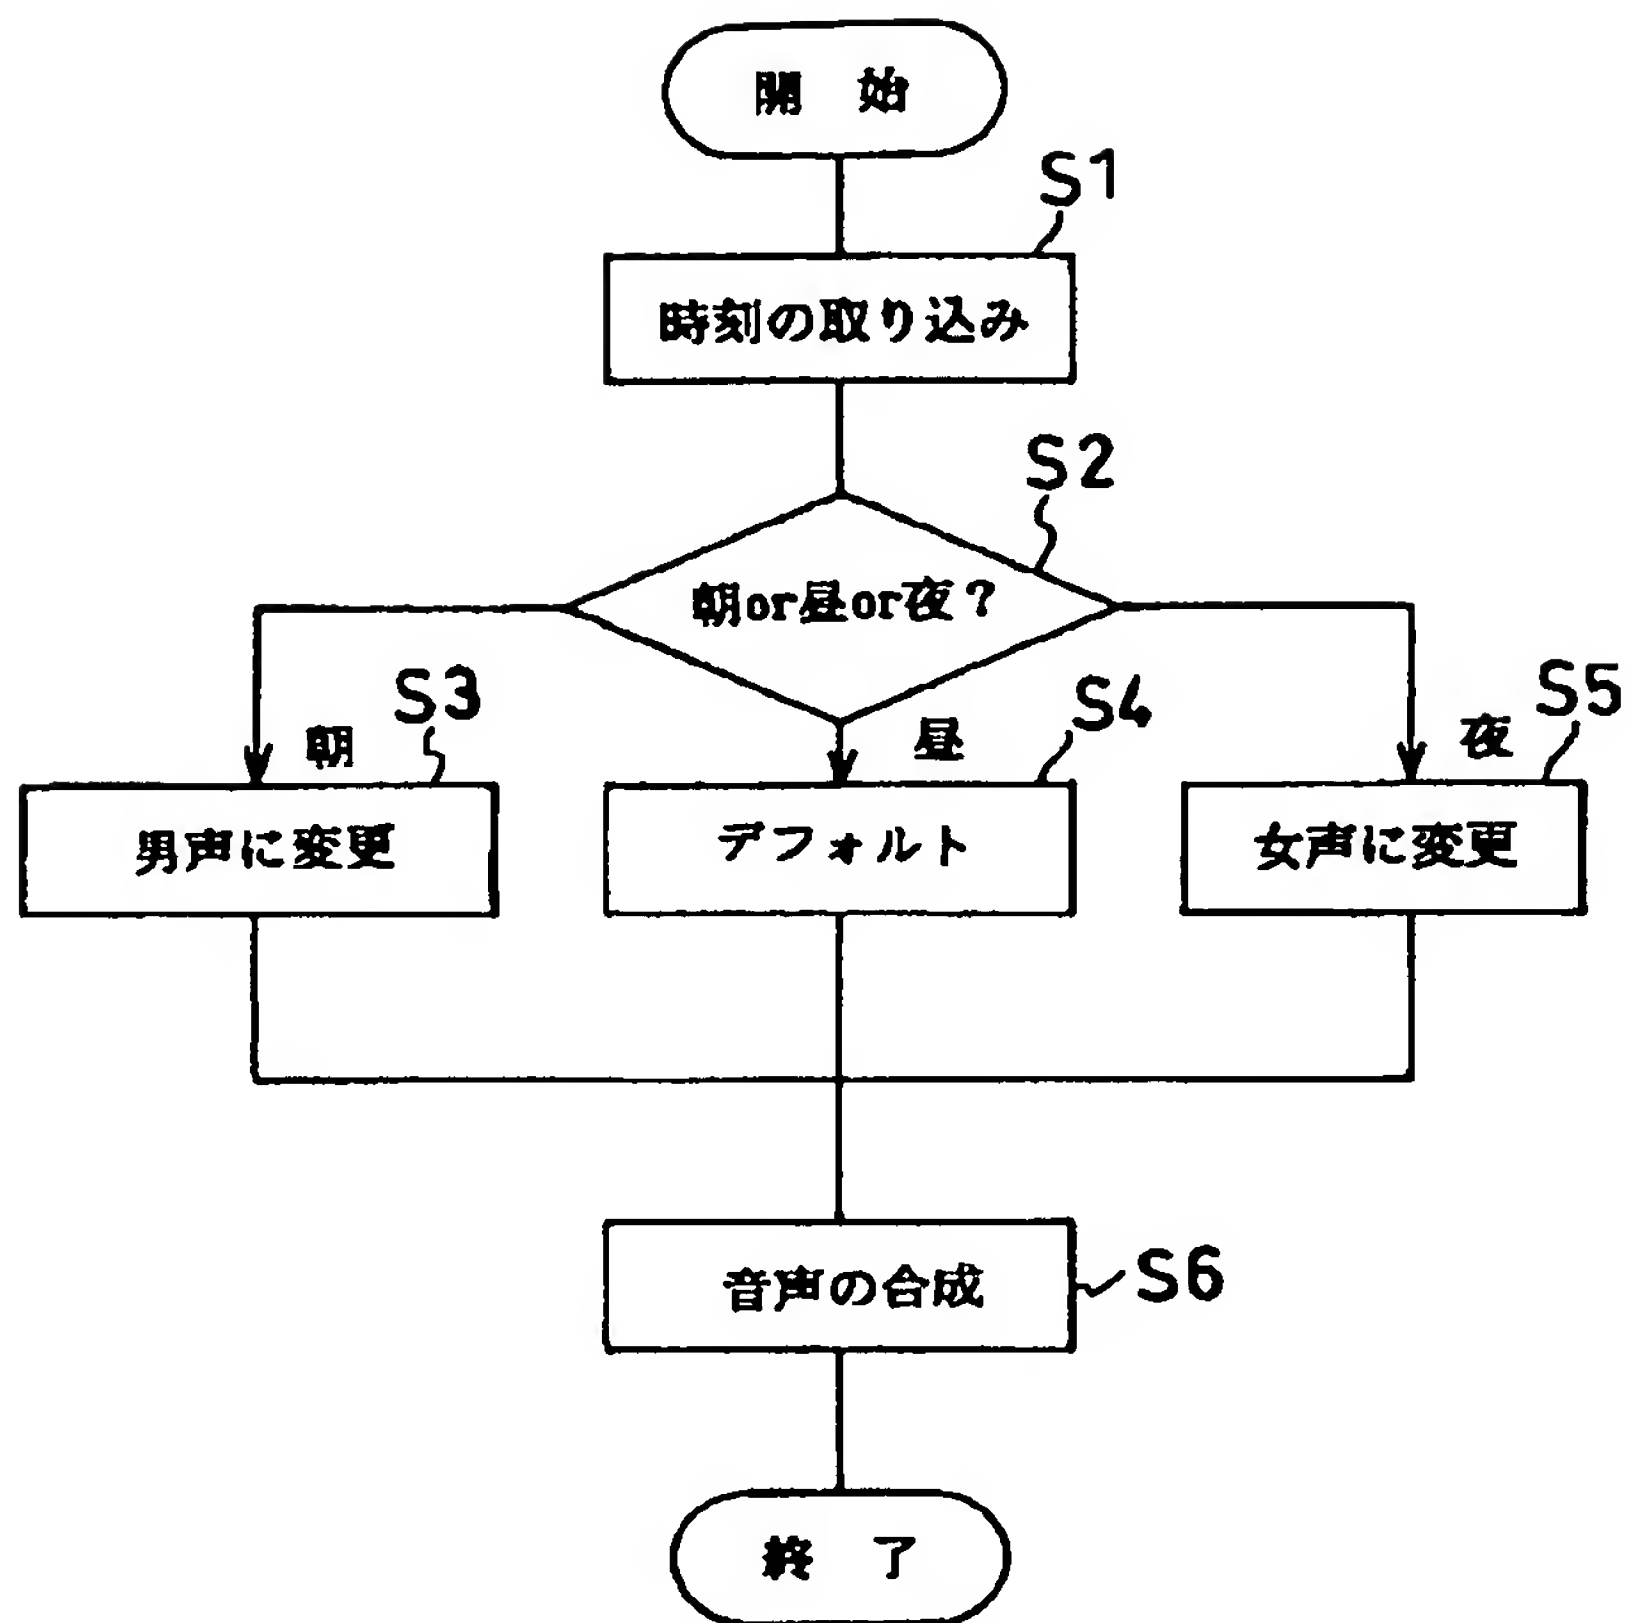 開 始
S1
時刻の取り込み
S2
朝or昼or夜？
朝
S3
昼
S4
夜
S5
男声に変更
デフォルト
女声に変更
音声の合成
S6
終 了